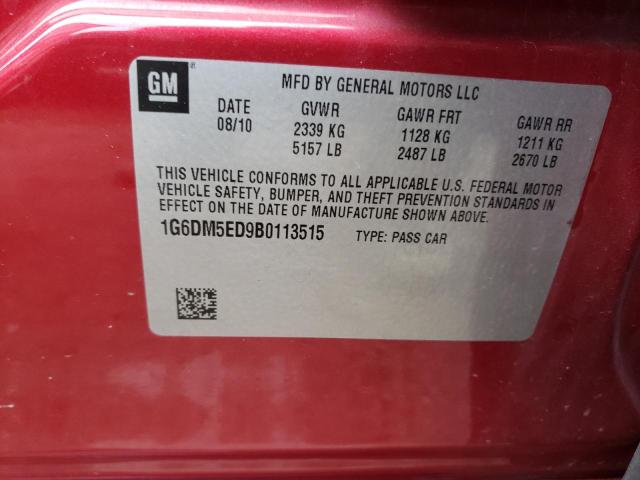 GM
MFD BY GENERAL MOTORS LLC
DATE GVWR GAWR FRT GAWR RR
08/10 2339 KG 1128 KG 1211 KG
5157 LB 2487 LB 2670 LB
THIS VEHICLE CONFORMS TO ALL APPLICABLE U.S. FEDERAL MOTOR
VEHICLE SAFETY, BUMPER, AND THEFT PREVENTION STANDARDS IN
EFFECT ON THE DATE OF MANUFACTURE SHOWN ABOVE.
1G6DM5ED9B0113515 TYPE: PASS CAR